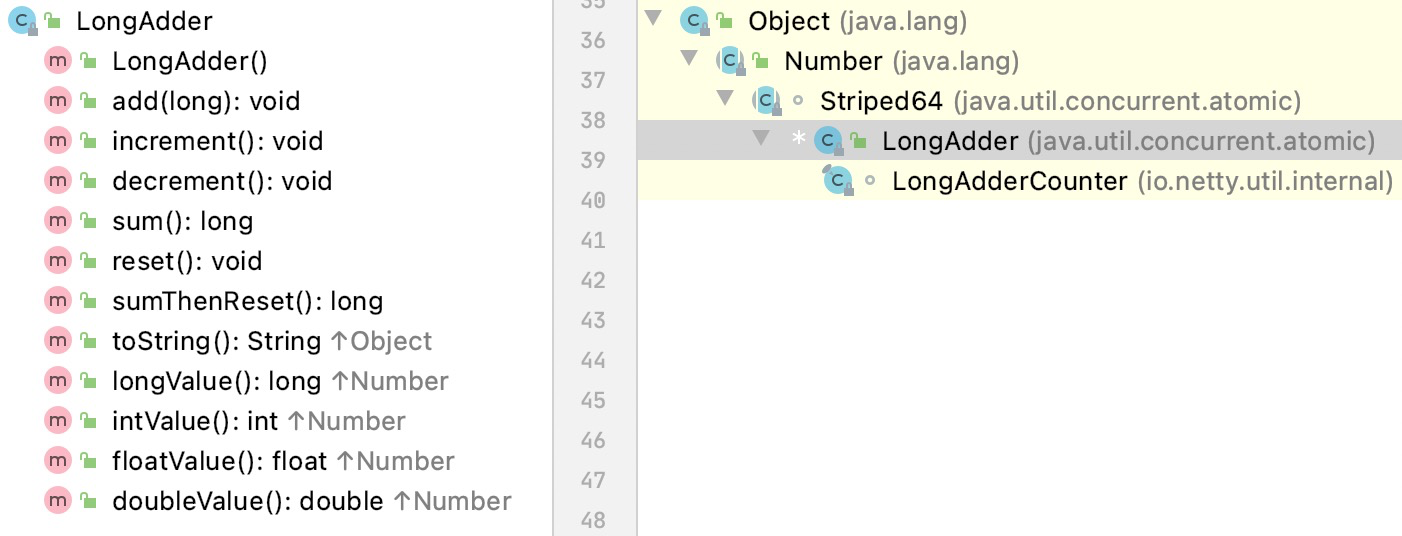 LongAdder
m LongAdder()
m add(long): void
m increment(): void
m decrement(): void
m sum(): long
m reset(): void
m sumThenReset(): long
m toString(): String ↑Object
m longValue(): long ↑Number
m intValue(): int ↑Number
m floatValue(): float ↑Number
m doubleValue(): double ↑Number
35
36
37
38
39
40
41
42
43
44
45
46
47
48
C Object (java.lang)
C Number (java.lang)
C Striped64 (java.util.concurrent.atomic)
* C LongAdder (java.util.concurrent.atomic)
C LongAdderCounter (io.netty.util.internal)